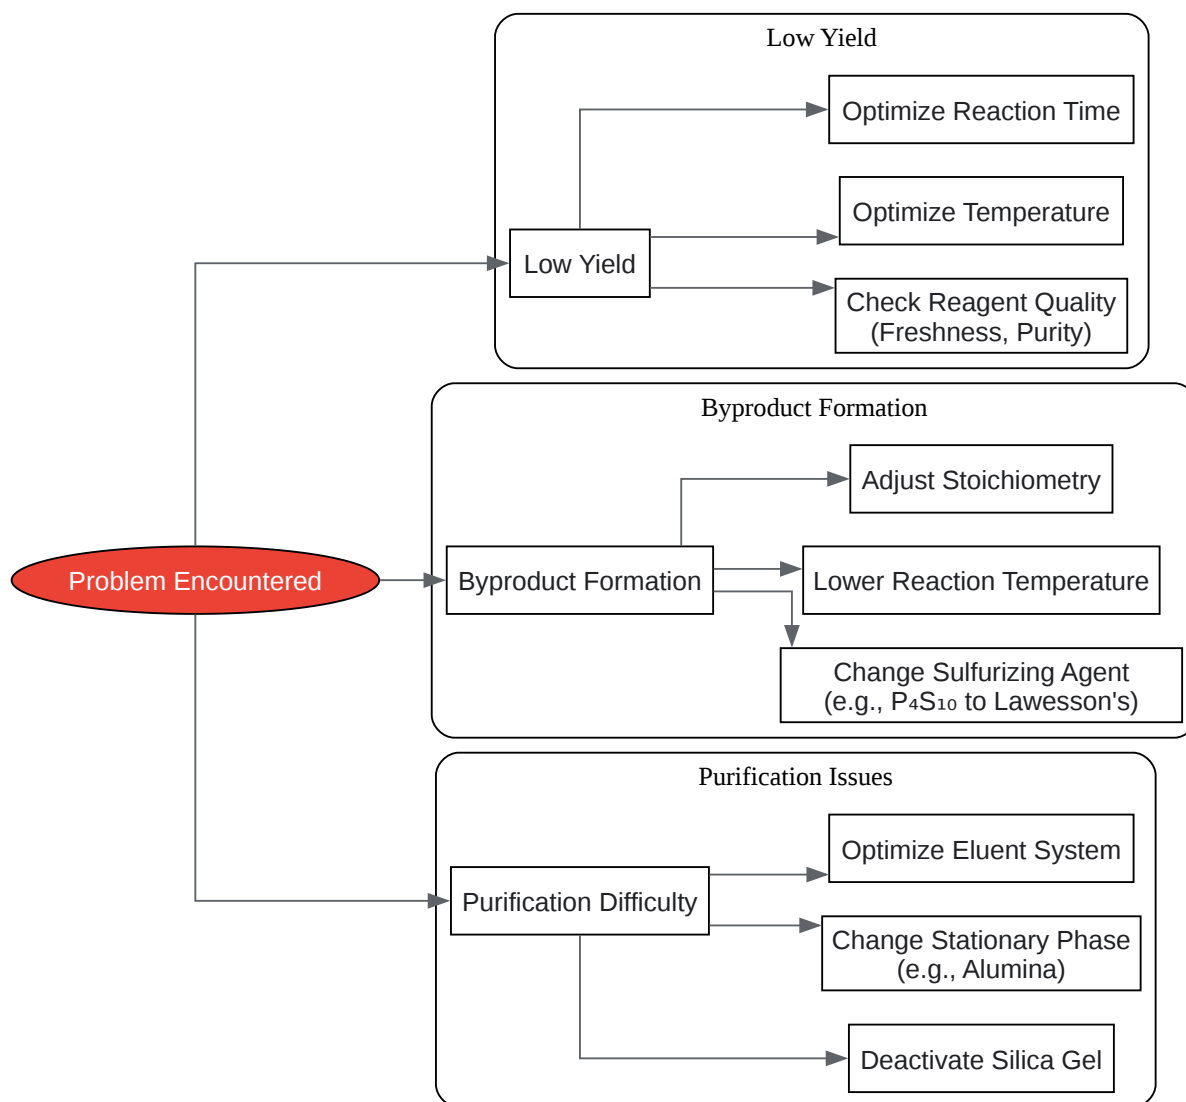 Low Yield
Optimize Reaction Time
Optimize Temperature
Low Yield
Check Reagent Quality
(Freshness, Purity)
Byproduct Formation
Adjust Stoichiometry
Problem Encountered
Byproduct Formation
Lower Reaction Temperature
Change Sulfurizing Agent
(e.g., P₄S₁₀ to Lawesson's)
Purification Issues
Optimize Eluent System
Purification Difficulty
Change Stationary Phase
(e.g., Alumina)
Deactivate Silica Gel